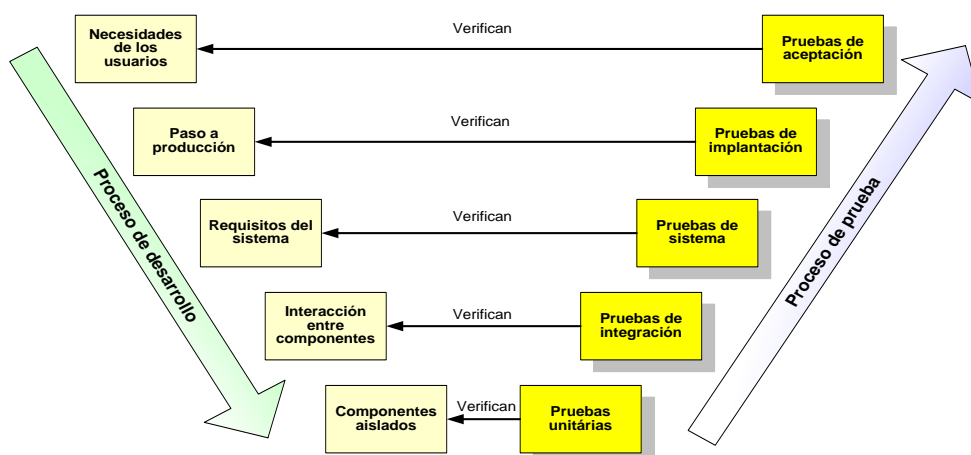 Necesidades
de los
usuarios
Verifican
Pruebas de
aceptación
Paso a
producción
Verifican
Pruebas de
implantación
Requisitos del
sistema
Verifican
Pruebas de
sistema
Interacción
entre
componentes
Verifican
Pruebas de
integración
Componentes
aislados
Verifican
Pruebas
unitárias
Proceso de desarrollo
Proceso de prueba